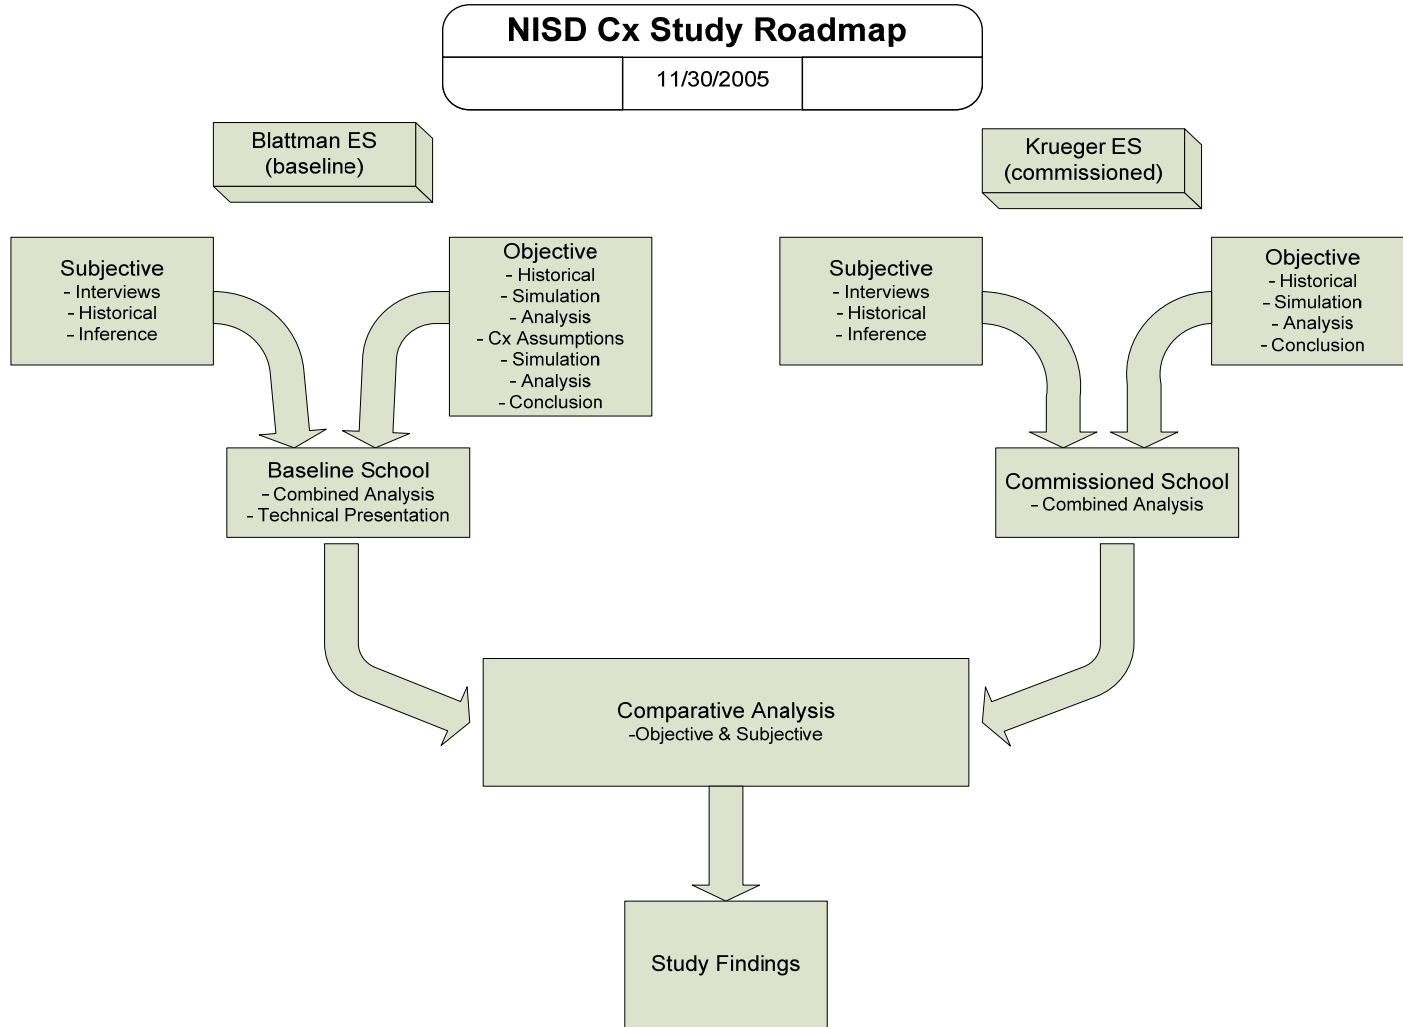 NISD Cx Study Roadmap
11/30/2005
Blattman ES
(baseline)
Krueger ES
(commissioned)
Subjective
- Interviews
- Historical
- Inference
Objective
- Historical
- Simulation
- Analysis
- Cx Assumptions
- Simulation
- Analysis
- Conclusion
Subjective
- Interviews
- Historical
- Inference
Objective
- Historical
- Simulation
- Analysis
- Conclusion
Baseline School
- Combined Analysis
- Technical Presentation
Commissioned School
- Combined Analysis
Comparative Analysis
-Objective & Subjective
Study Findings